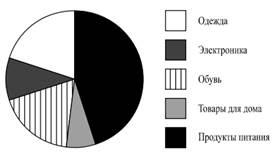 Одежда
Электроника
Обувь
Товары для дома
Продукты питания